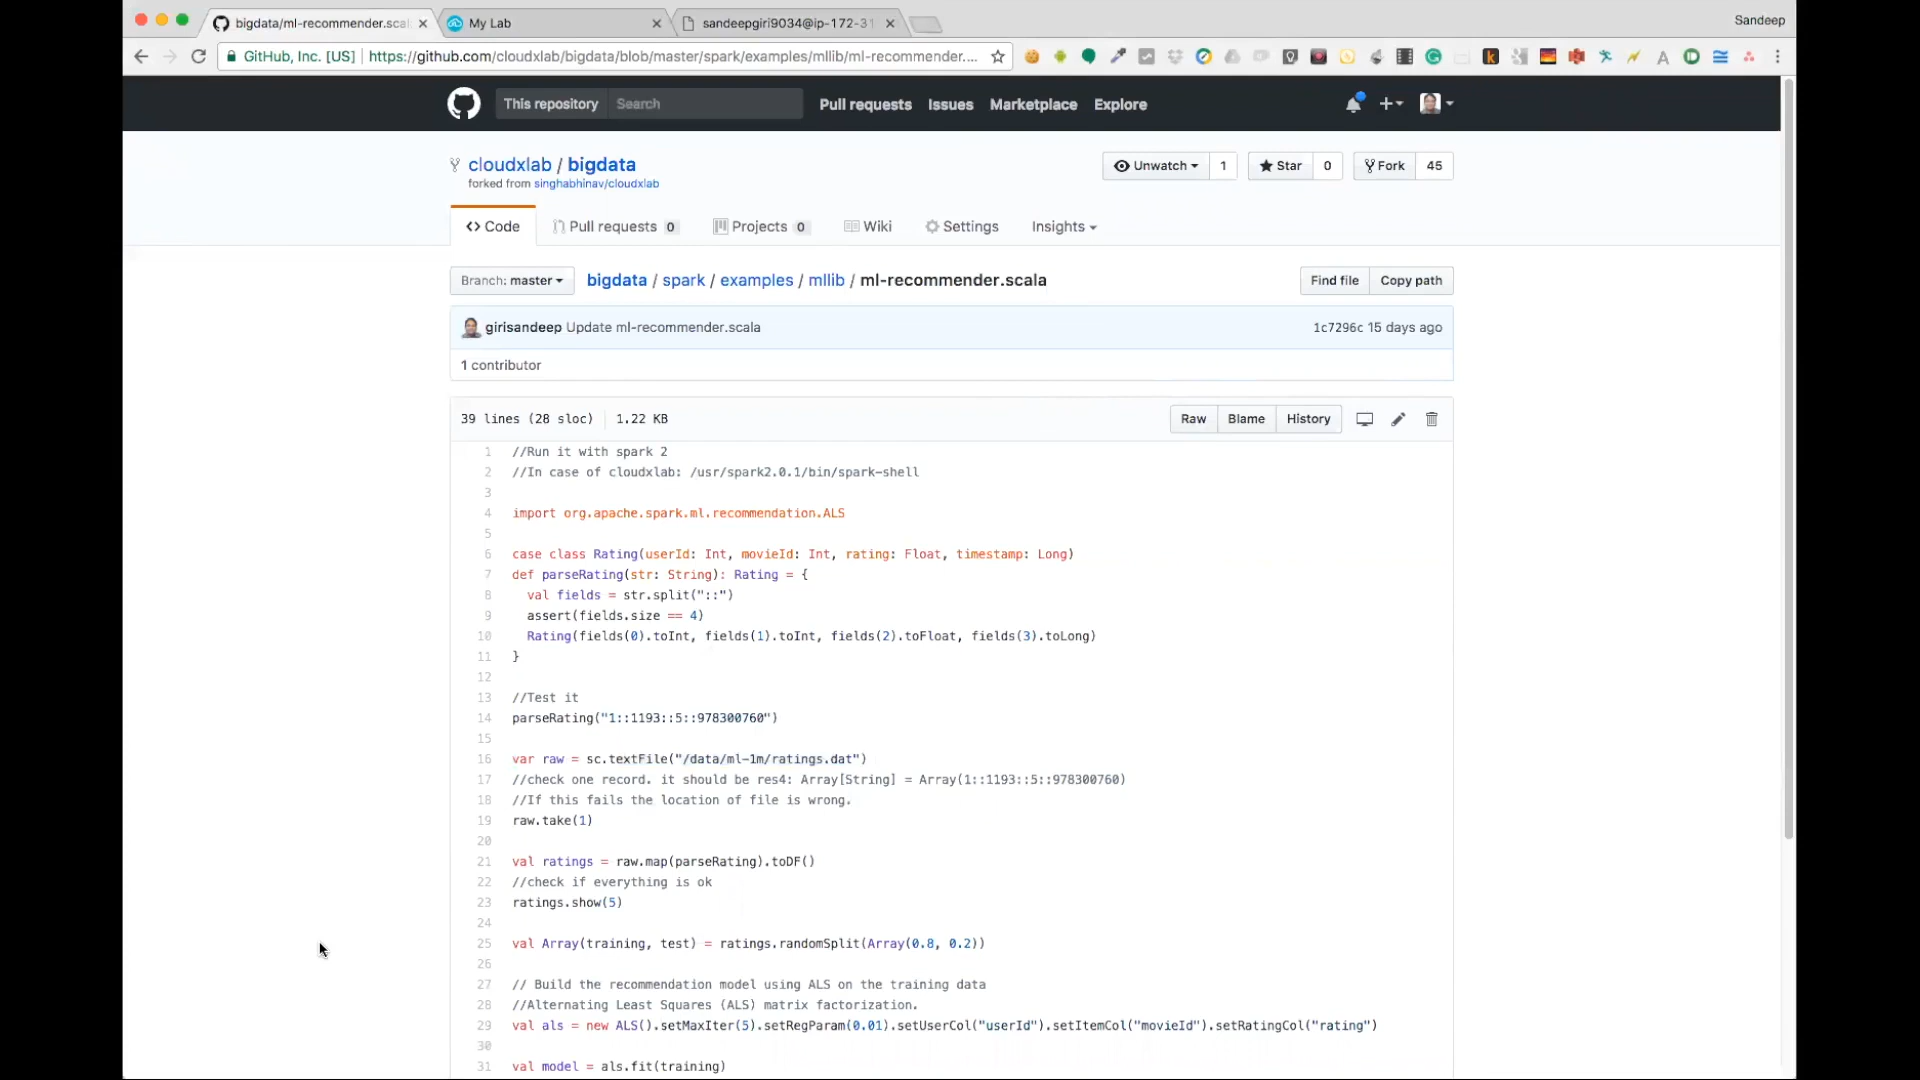 bigdata/ml-recommender.scala
My Lab
sandeepgiri9034@ip-172-31
Sandeep
GitHub, Inc. [US] https://github.com/cloudxlab/bigdata/blob/master/spark/examples/mllib/ml-recommender....
This repository Search Pull requests Issues Marketplace Explore
cloudxlab / bigdata
forked from singhabhinav/cloudxlab
Unwatch 1 Star 0 Fork 45
Code Pull requests 0 Projects 0 Wiki Settings Insights
Branch: master bigdata / spark / examples / mllib / ml-recommender.scala Find file Copy path
girisandeep Update ml-recommender.scala 1c7296c 15 days ago
1 contributor
39 lines (28 sloc) 1.22 KB Raw Blame History
1 //Run it with spark 2
2 //In case of cloudxlab: /usr/spark2.0.1/bin/spark-shell
3
4 import org.apache.spark.ml.recommendation.ALS
5
6 case class Rating(userId: Int, movieId: Int, rating: Float, timestamp: Long)
7 def parseRating(str: String): Rating = {
8 val fields = str.split("::")
9 assert(fields.size == 4)
10 Rating(fields(0).toInt, fields(1).toInt, fields(2).toFloat, fields(3).toLong)
11 }
12
13 //Test it
14 parseRating("1::1193::5::978300760")
15
16 var raw = sc.textFile("/data/ml-1m/ratings.dat")
17 //check one record. it should be res4: Array[String] = Array(1::1193::5::978300760)
18 //If this fails the location of file is wrong.
19 raw.take(1)
20
21 val ratings = raw.map(parseRating).toDF()
22 //check if everything is ok
23 ratings.show(5)
24
25 val Array(training, test) = ratings.randomSplit(Array(0.8, 0.2))
26
27 // Build the recommendation model using ALS on the training data
28 //Alternating Least Squares (ALS) matrix factorization.
29 val als = new ALS().setMaxIter(5).setRegParam(0.01).setUserCol("userId").setItemCol("movieId").setRatingCol("rating")
30
31 val model = als.fit(training)